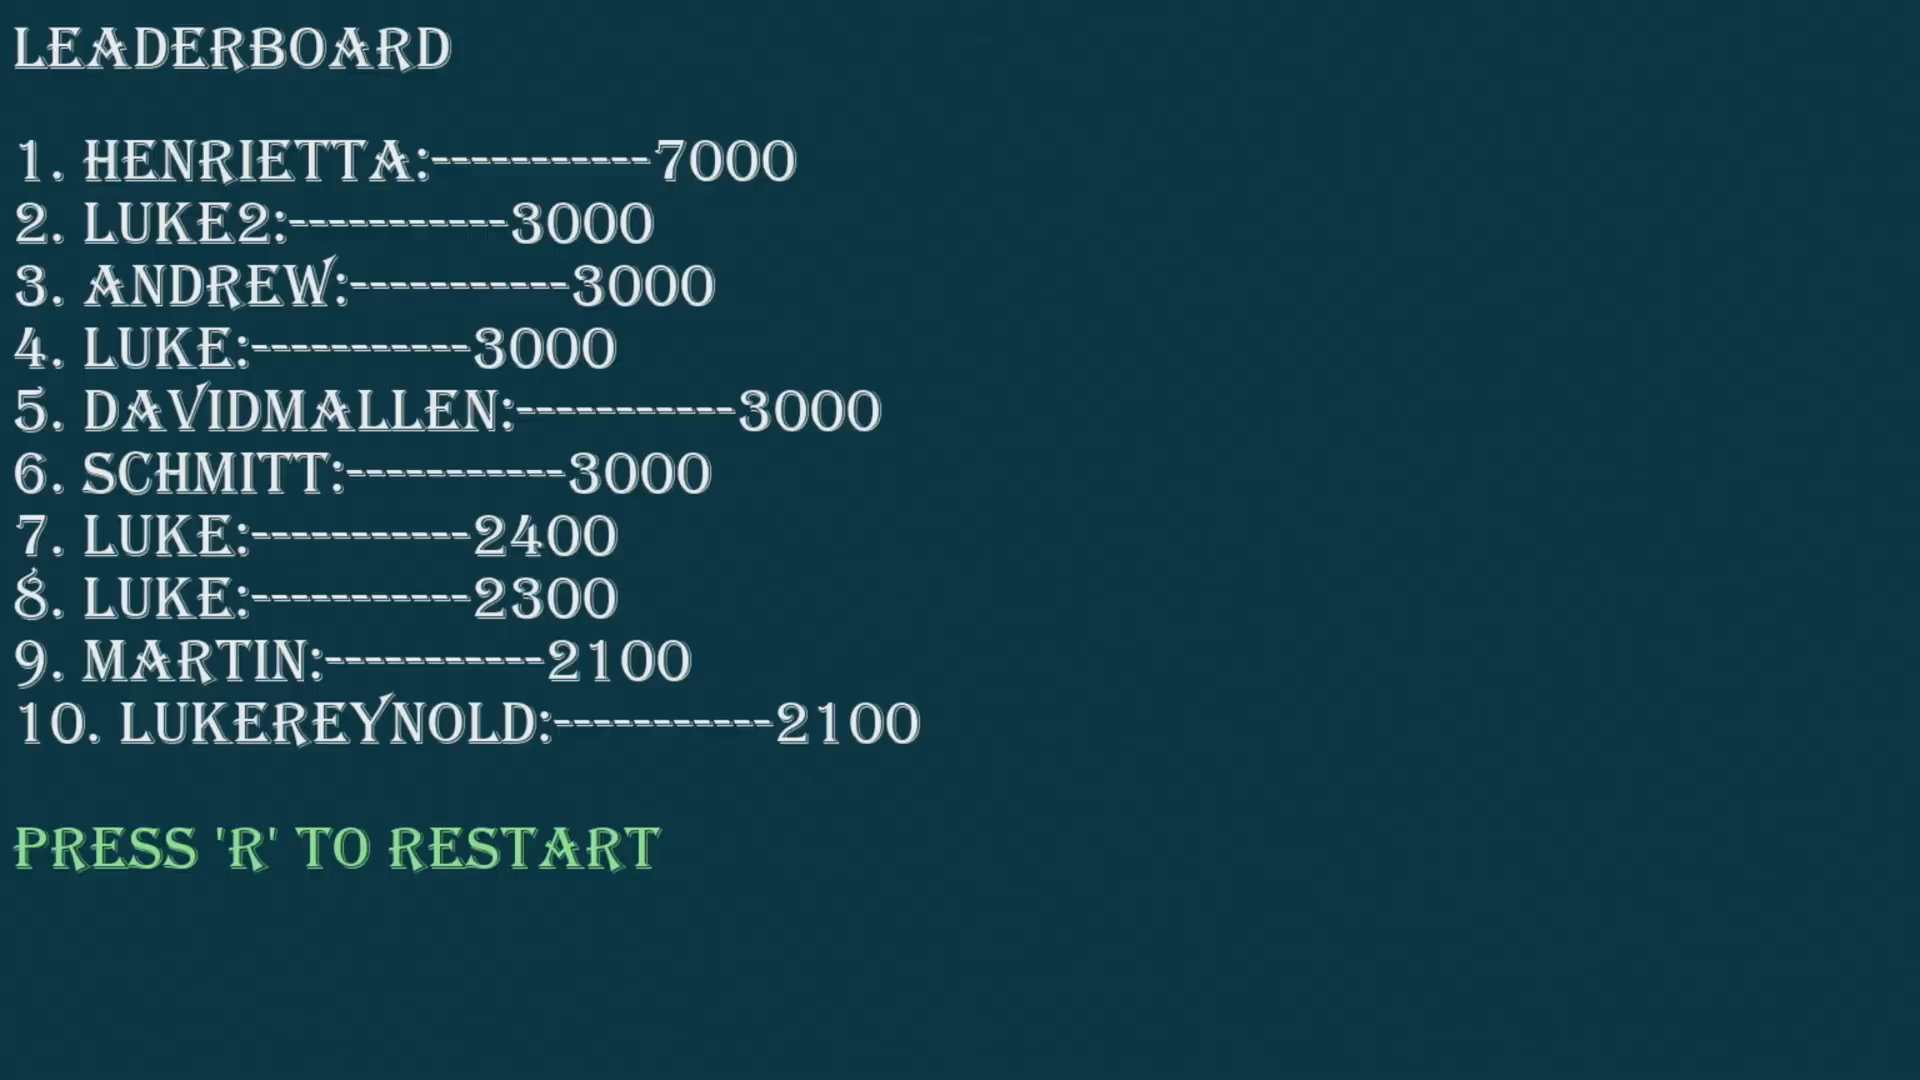 LEADERBOARD
1. HENRIETTA:-----------7000
2. LUKE2:-----------3000
3. ANDREW:-----------3000
4. LUKE:-----------3000
5. DAVIDMALLEN:-----------3000
6. SCHMITT:-----------3000
7. LUKE:-----------2400
8. LUKE:-----------2300
9. MARTIN:-----------2100
10. LUKEREYNOLD:-----------2100
PRESS 'R' TO RESTART